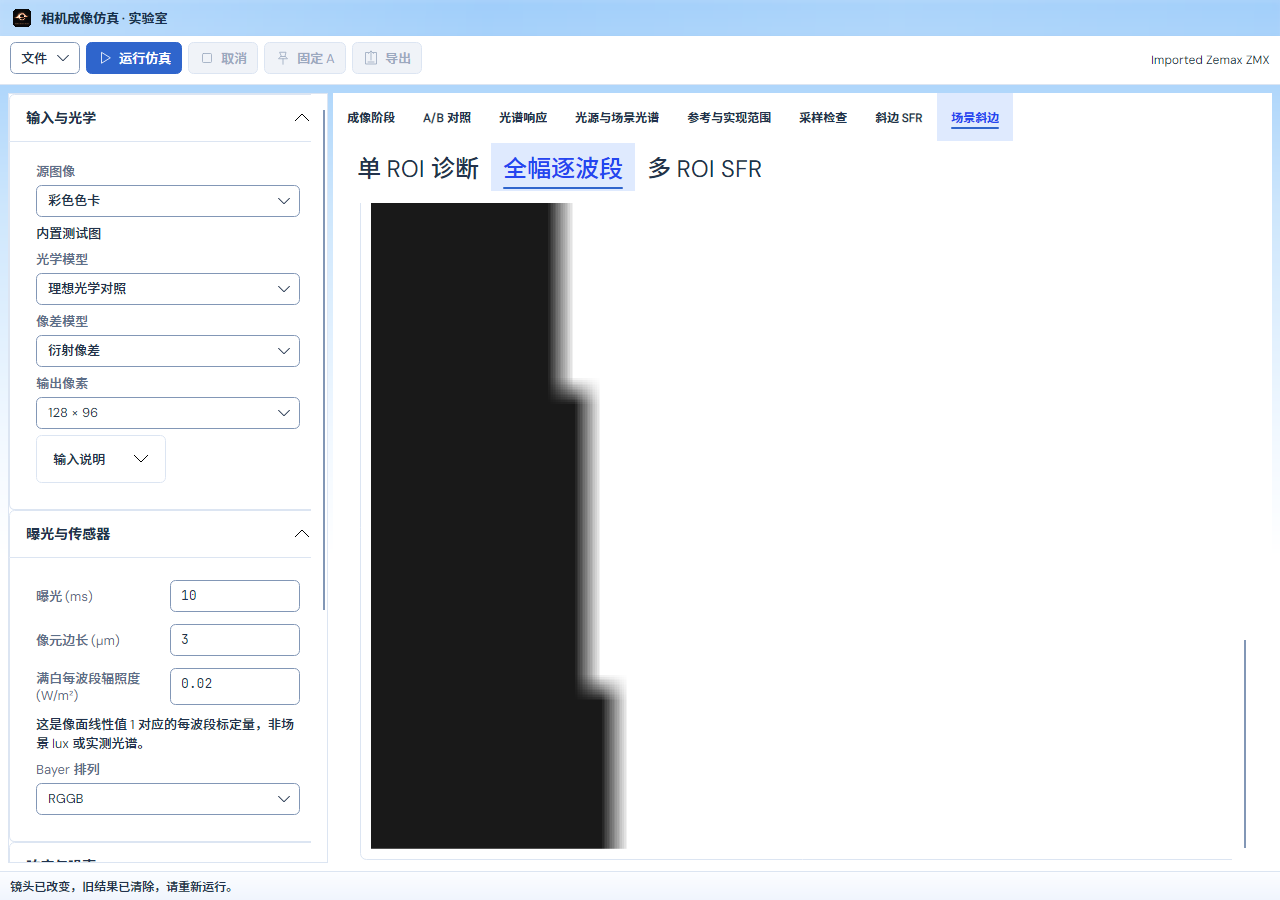 相机成像仿真 · 实验室
文件 运行仿真 取消 固定 A 导出 Imported Zemax ZMX
输入与光学
源图像
彩色色卡
内置测试图
光学模型
理想光学对照
像差模型
衍射像差
输出像素
128 × 96
输入说明
曝光与传感器
曝光 (ms) 10
像元边长 (μm) 3
满白每波段辐照度 (W/m²) 0.02
这是像面线性值 1 对应的每波段标定量，非场
景 lux 或实测光谱。
Bayer 排列
RGGB
成像阶段 A/B 对照 光谱响应 光源与场景光谱 参考与实现范围 采样检查 斜边 SFR 场景斜边
单 ROI 诊断 全幅逐波段 多 ROI SFR
镜头已改变，旧结果已清除，请重新运行。